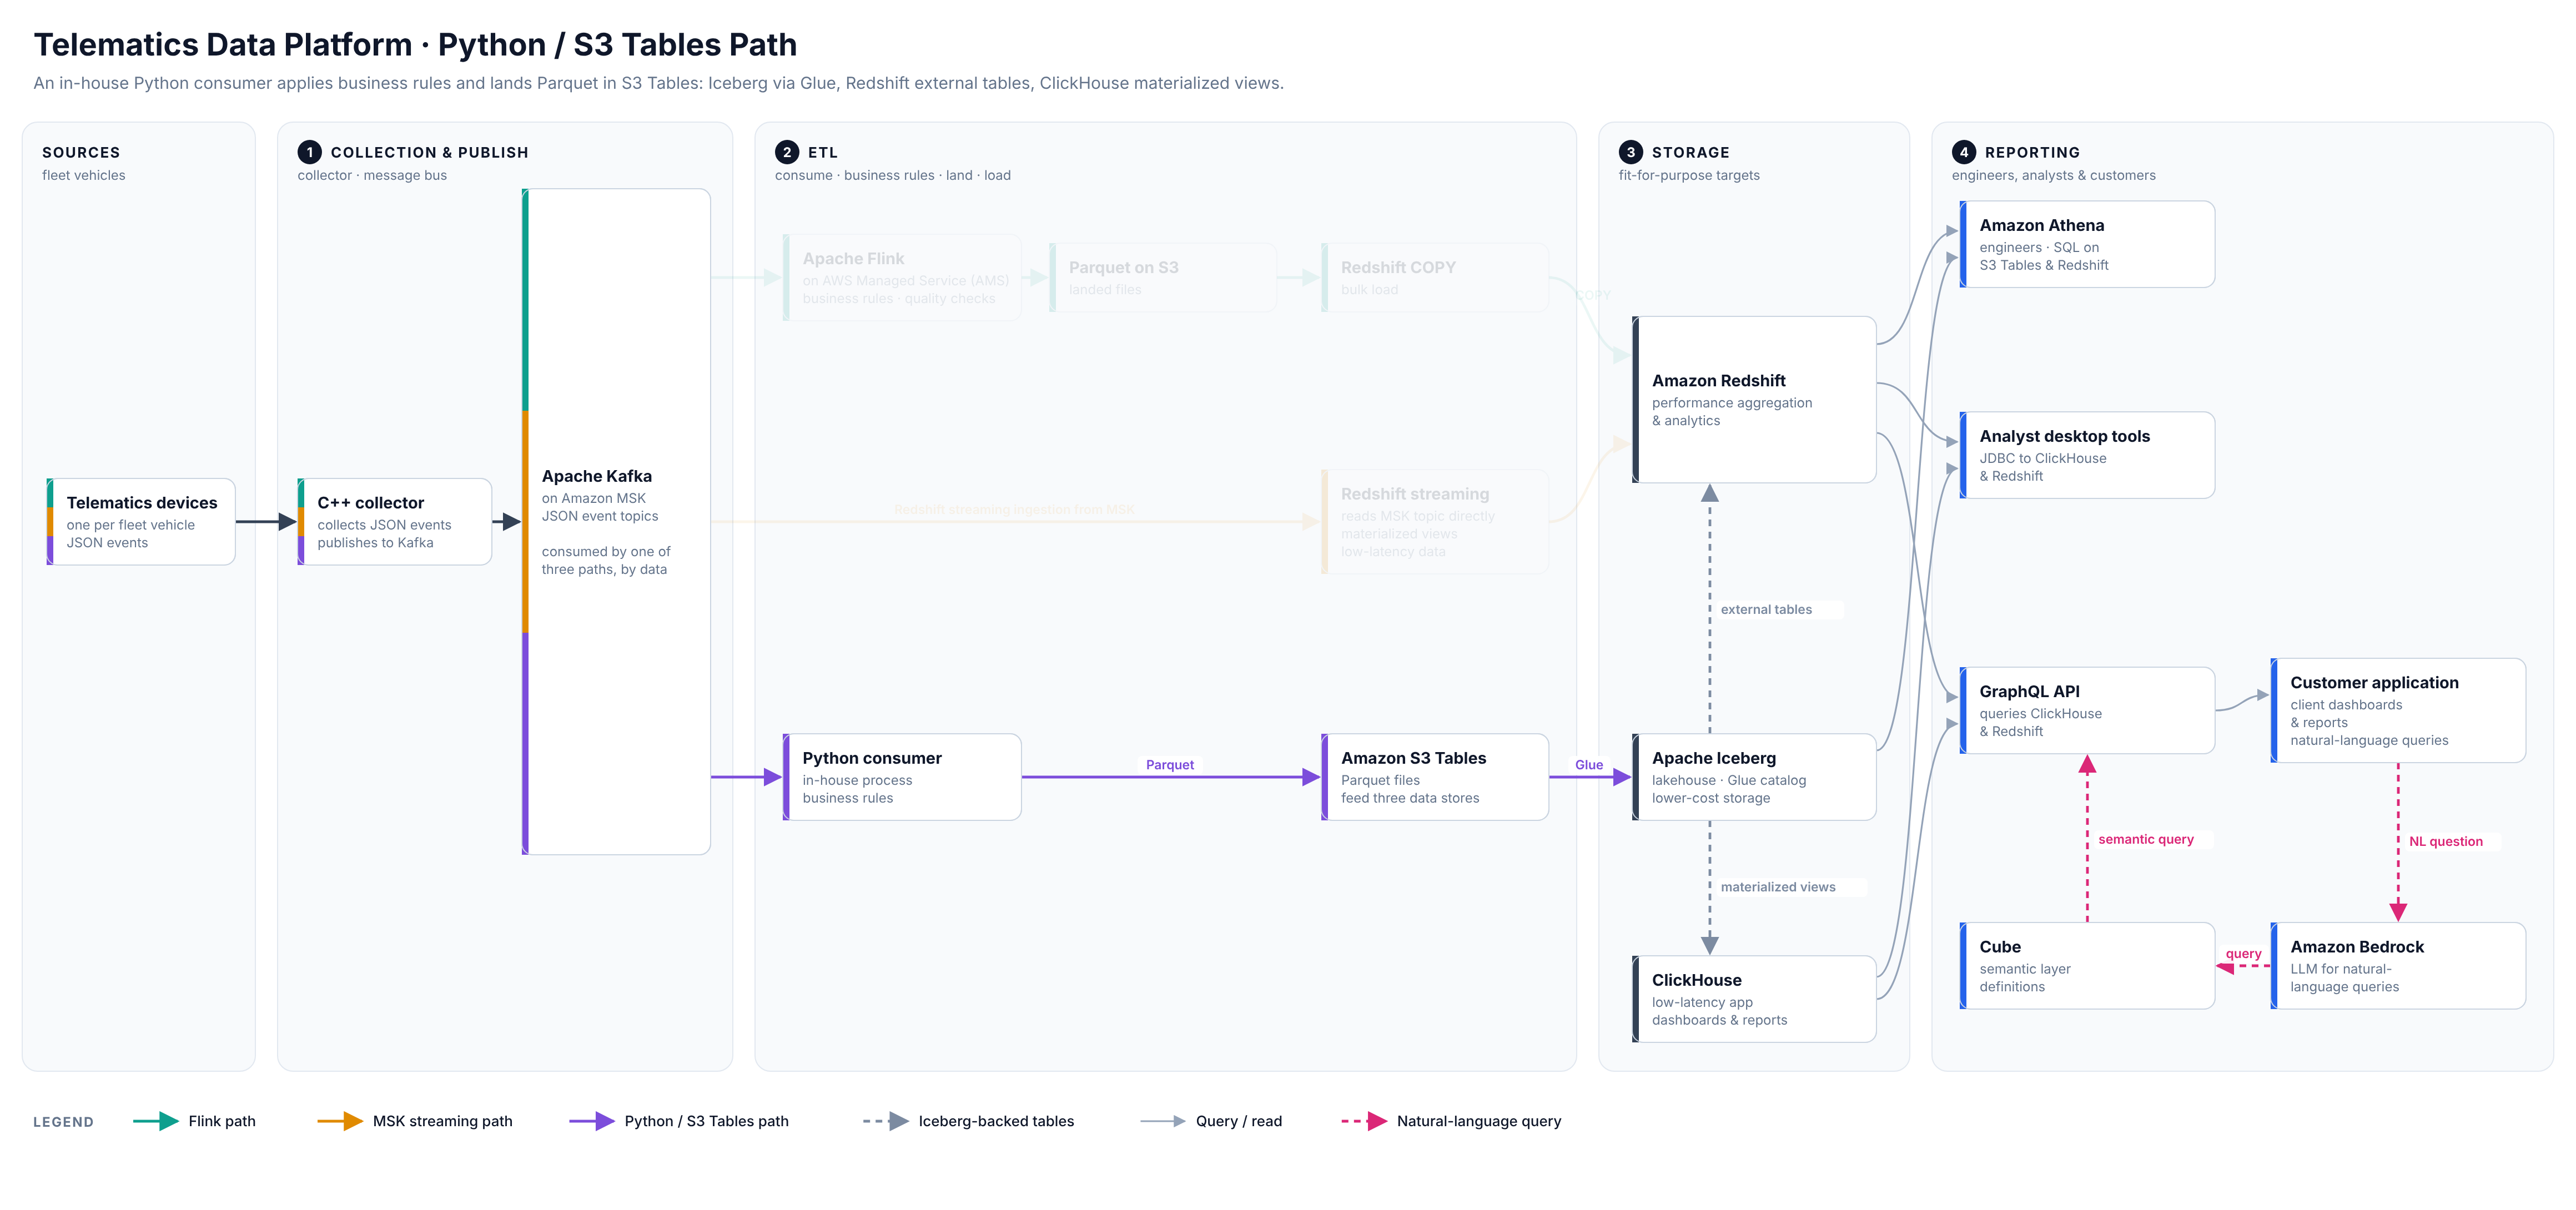 Telematics Data Platform · Python / S3 Tables Path
An in-house Python consumer applies business rules and lands Parquet in S3 Tables: Iceberg via Glue, Redshift external tables, ClickHouse materialized views.
SOURCES
fleet vehicles
Telematics devices
one per fleet vehicle
JSON events
1 COLLECTION & PUBLISH
collector · message bus
C++ collector
collects JSON events
publishes to Kafka
Apache Kafka
on Amazon MSK
JSON event topics
consumed by one of
three paths, by data
2 ETL
consume · business rules · land · load
Apache Flink
on AWS Managed Service (AMS)
business rules · quality checks
Parquet on S3
landed files
Redshift COPY
bulk load
COPY
Redshift streaming ingestion from MSK
Redshift streaming
reads MSK topic directly
materialized views
low-latency data
Python consumer
in-house process
business rules
Parquet
Amazon S3 Tables
Parquet files
feed three data stores
Glue
3 STORAGE
fit-for-purpose targets
Amazon Redshift
performance aggregation
& analytics
external tables
Apache Iceberg
lakehouse · Glue catalog
lower-cost storage
materialized views
ClickHouse
low-latency app
dashboards & reports
4 REPORTING
engineers, analysts & customers
Amazon Athena
engineers · SQL on
S3 Tables & Redshift
Analyst desktop tools
JDBC to ClickHouse
& Redshift
GraphQL API
queries ClickHouse
& Redshift
Customer application
client dashboards
& reports
natural-language queries
semantic query
NL question
Cube
semantic layer
definitions
query
Amazon Bedrock
LLM for natural-
language queries
LEGEND
Flink path
MSK streaming path
Python / S3 Tables path
Iceberg-backed tables
Query / read
Natural-language query